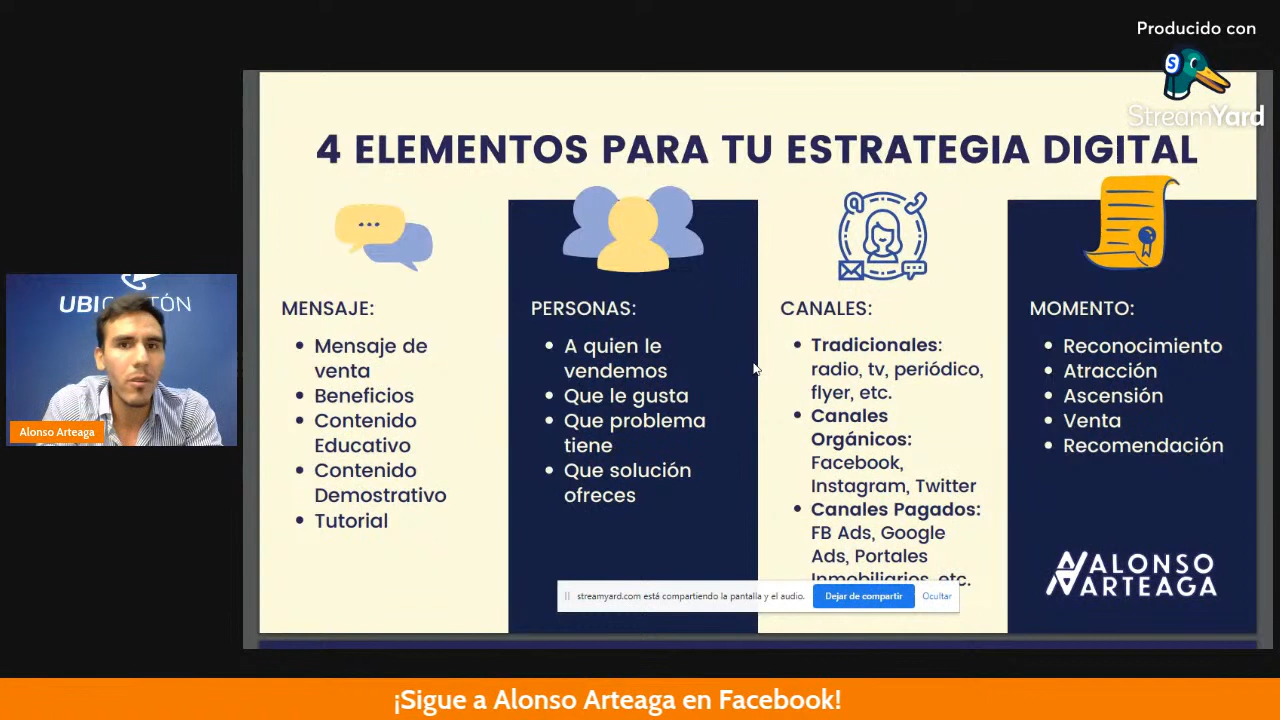 Producido con
StreamYard
4 ELEMENTOS PARA TU ESTRATEGIA DIGITAL
MENSAJE:
• Mensaje de
venta
• Beneficios
• Contenido
Educativo
• Contenido
Demostrativo
• Tutorial
PERSONAS:
• A quien le
vendemos
• Que le gusta
• Que problema
tiene
• Que solución
ofreces
CANALES:
• Tradicionales:
radio, tv, periódico,
flyer, etc.
• Canales
Orgánicos:
Facebook,
Instagram, Twitter
• Canales Pagados:
FB Ads, Google
Ads, Portales
Inmobiliarios, etc.
MOMENTO:
• Reconocimiento
• Atracción
• Ascensión
• Venta
• Recomendación
ALONSO
ARTEAGA
Alonso Arteaga
streamyard.com está compartiendo la pantalla y el audio.
Dejar de compartir
Ocultar
¡Sigue a Alonso Arteaga en Facebook!